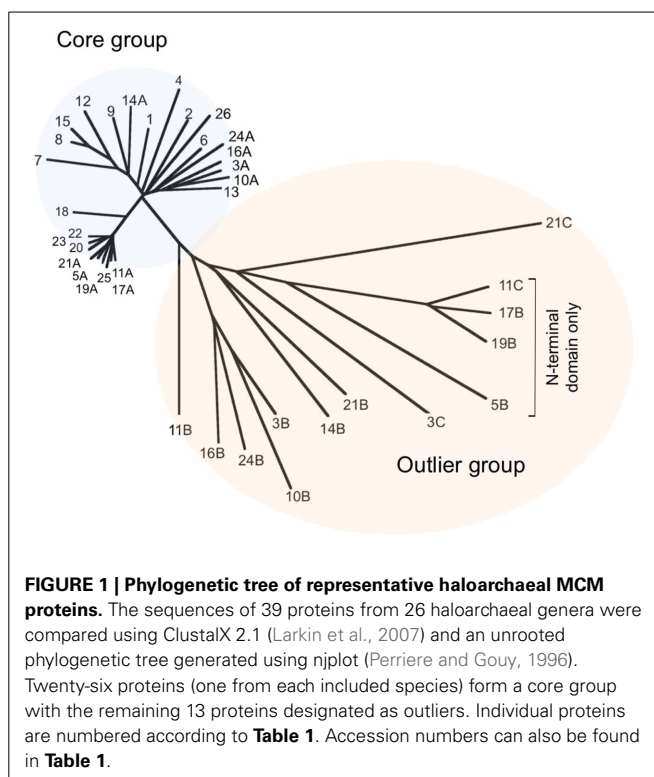 Core group
4
12
14A
26
9
1
2
15
24A
8
6
16A
3A
7
10A
13
18
21C
22
23
20
21A
11A
5A
25
19A
17A
11C
17B
19B
N-terminal
domain only
5B
21B
3B
3C
14B
11B
16B
24B
Outlier group
10B
FIGURE 1 | Phylogenetic tree of representative haloarchaeal MCM
proteins. The sequences of 39 proteins from 26 haloarchaeal genera were
compared using ClustalX 2.1 (Larkin et al., 2007) and an unrooted
phylogenetic tree generated using njplot (Perriere and Gouy, 1996).
Twenty-six proteins (one from each included species) form a core group
with the remaining 13 proteins designated as outliers. Individual proteins
are numbered according to Table 1. Accession numbers can also be found
in Table 1.